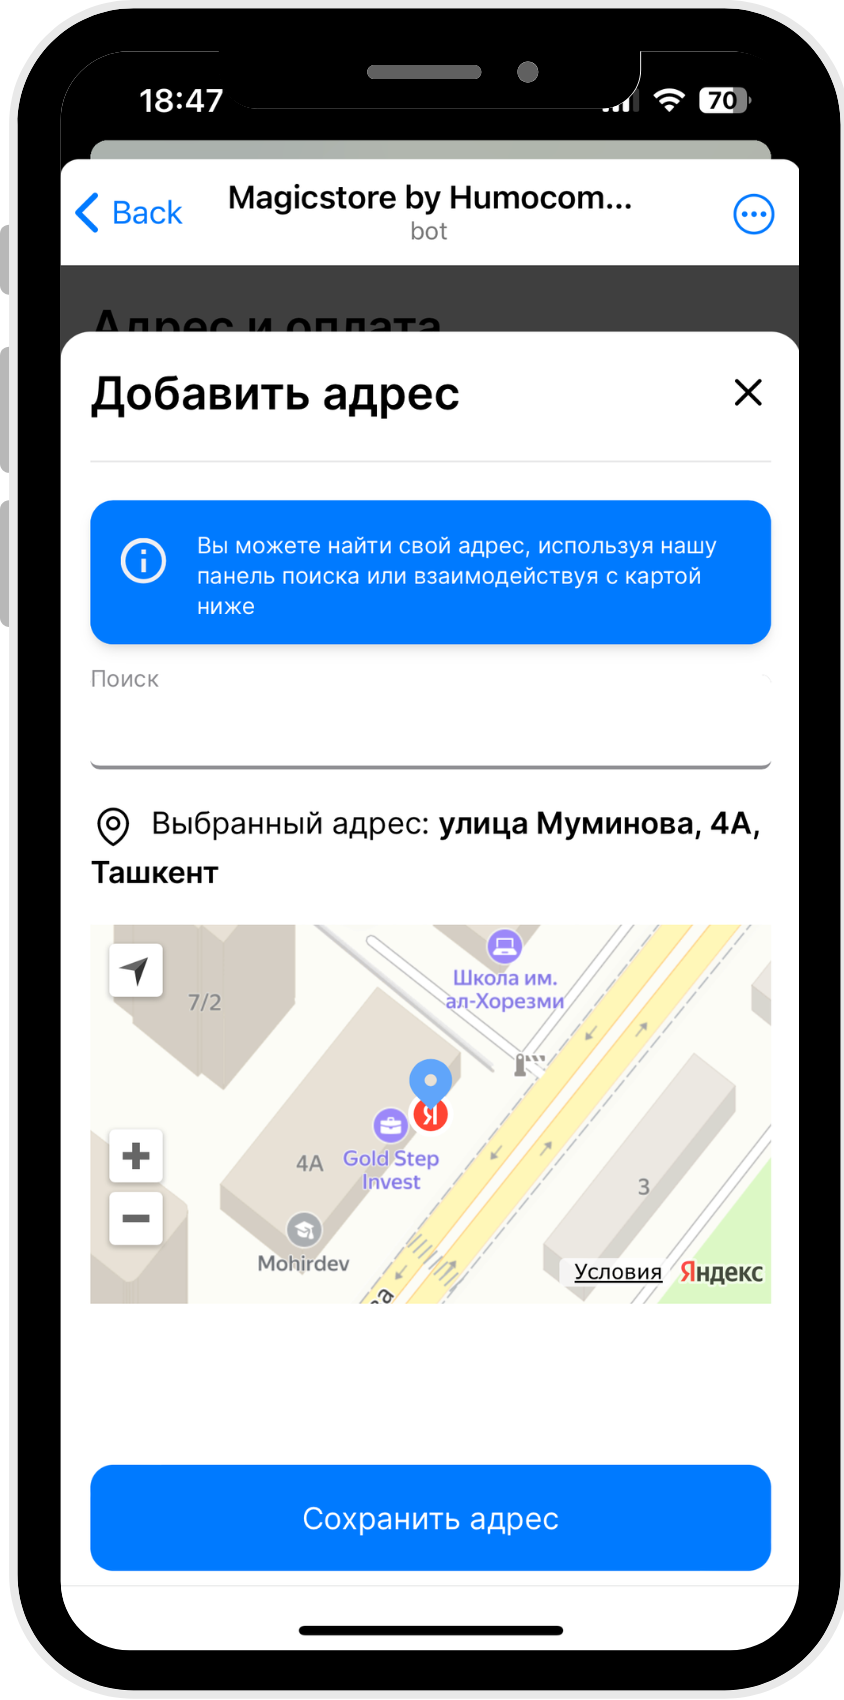 18:47
70
Back
Magicstore by Humocom...
bot
Адрес и оплата
Добавить адрес
Вы можете найти свой адрес, используя нашу
панель поиска или взаимодействуя с картой
ниже
Поиск
Выбранный адрес: улица Муминова, 4А,
Ташкент
Школа им.
ал-Хорезми
7/2
Я
4А
Gold Step
Invest
3
Mohirdev
ва
Условия
Яндекс
Сохранить адрес